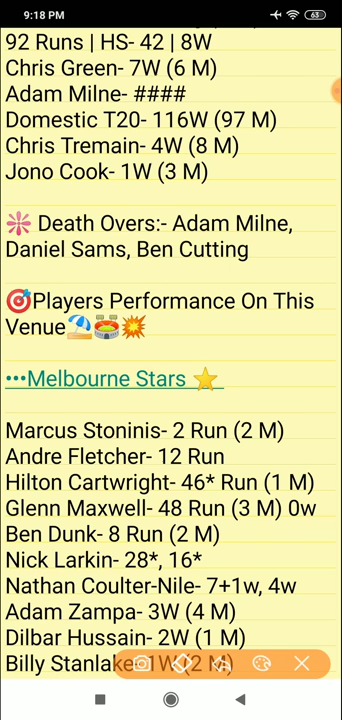 9:18 PM 63
92 Runs | HS- 42 | 8W
Chris Green- 7W (6 M)
Adam Milne- ####
Domestic T20- 116W (97 M)
Chris Tremain- 4W (8 M)
Jono Cook- 1W (3 M)
Death Overs:- Adam Milne,
Daniel Sams, Ben Cutting
🎯Players Performance On This
Venue⛱️🏟️💥
•••Melbourne Stars ⭐
Marcus Stoninis- 2 Run (2 M)
Andre Fletcher- 12 Run
Hilton Cartwright- 46* Run (1 M)
Glenn Maxwell- 48 Run (3 M) 0w
Ben Dunk- 8 Run (2 M)
Nick Larkin- 28*, 16*
Nathan Coulter-Nile- 7+1w, 4w
Adam Zampa- 3W (4 M)
Dilbar Hussain- 2W (1 M)
Billy Stanlake- 1W (2 M)